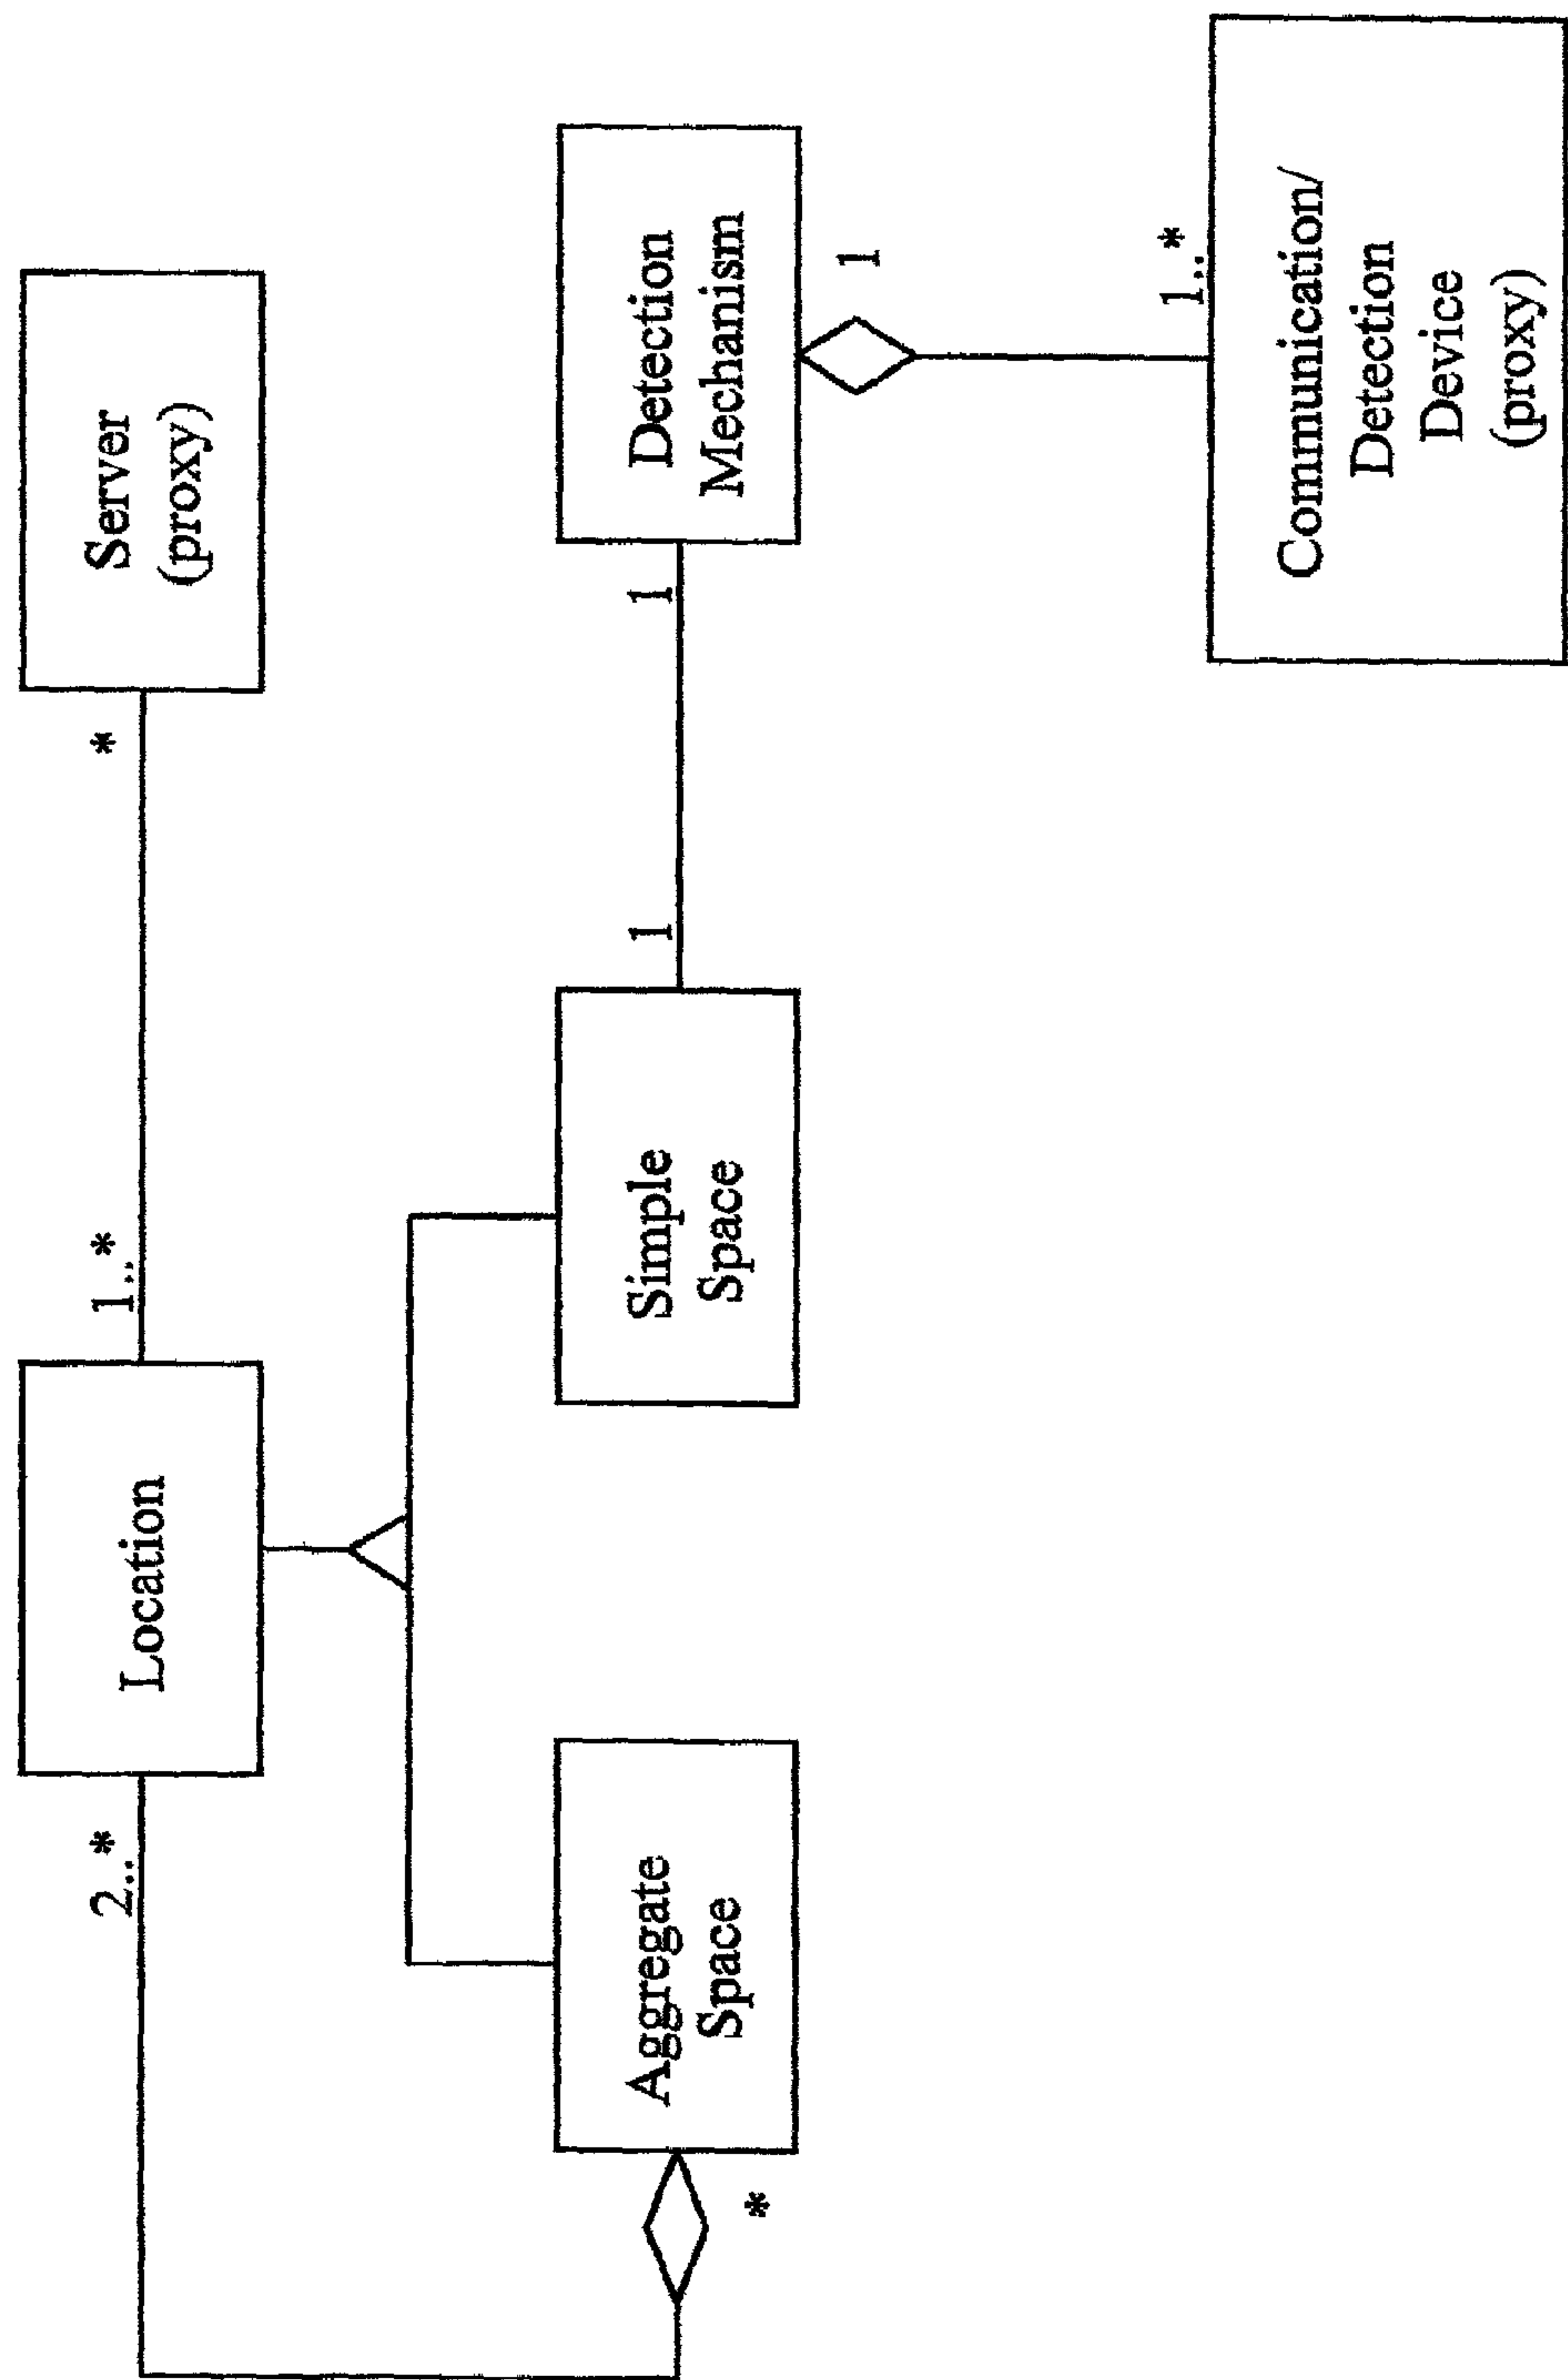 2..*
Location
1..*
*
Server
(proxy)
*
Aggregate
Space
Simple
Space
1
1
Detection
Mechanism
1
1..*
Communication/
Detection
Device
(proxy)